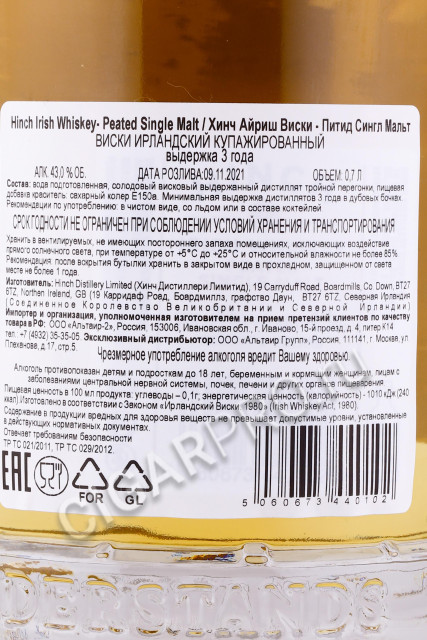 Hinch Irish Whiskey- Peated Single Malt / Хинч Айриш Виски - Питид Сингл Мальт
ВИСКИ ИРЛАНДСКИЙ КУПАЖИРОВАННЫЙ
выдержка 3 года
АЛК. 43,0 % ОБ. ДАТА РОЗЛИВА:09.11.2021 ОБЪЕМ: 0,7 Л
Состав: вода подготовленная, солодовый висковый выдержанный дистиллят тройной перегонки, пищевая
добавка краситель: сахарный колер Е150а. Минимальная выдержка дистиллятов 3 года в дубовых бочках.
Рекомендации по употреблению: в чистом виде, со льдом или в составе коктейлей
СРОК ГОДНОСТИ НЕ ОГРАНИЧЕН ПРИ СОБЛЮДЕНИИ УСЛОВИЙ ХРАНЕНИЯ И ТРАНСПОРТИРОВАНИЯ
Хранить в вентилируемых, не имеющих постороннего запаха помещениях, исключающих воздействие
прямого солнечного света, при температуре от +5°С до +25°С и относительной влажности не более 85%
Рекомендации: после вскрытия бутылки хранить в закрытом виде в прохладном, защищенном от света
месте не более 1 года.
Изготовитель: Hinch Distillery Limited (Хинч Дистиллери Лимитид), 19 Carryduff Road, Boardmills, Co. Down, BT27
6TZ, Northen Ireland, GB (19 Карридафф Роад, Боардмиллз, графство Даун, BT27 6TZ, Северная Ирландия
(Соединенное Королевство Великобритании и Северной Ирландии)
Импортер и организация, уполномоченная изготовителем на принятие претензий клиентов по качеству
товара в РФ: ООО «Альтвир-2», Россия, 153006, Ивановская обл., г. Иваново, 15-й проезд, д. 4, литер К14
тел.: +7 (4932) 35-35-05. Эксклюзивный дистрибьютор: ООО «Альтвир Групп», Россия, 111141, г. Москва, ул
Плеханова, д. 17, стр.5.
Чрезмерное употребление алкоголя вредит Вашему здоровью.
Алкоголь противопоказан детям и подросткам до 18 лет, беременным и кормящим женщинам, лицам с
заболеваниями центральной нервной системы, почек, печени и других органов пищеварения
Пищевая ценность в 100 мл продукта: углеводы – 0,1г; энергетическая ценность (калорийность) - 1010 кДж (240
ккал). Изготовлено в соответствии с Законом «Ирландский Виски 1980» (Irish Whiskey Act, 1980).
Содержание в продукции вредных для здоровья веществ не превышает допустимые уровни, установленные
в действующих нормативных документах.
Отвечает требованиям безопасности
ТР ТС 021/2011, ТР ТС 029/2012
EAC
FOR
GL
5 060673 440102
CIGARPRO.RU